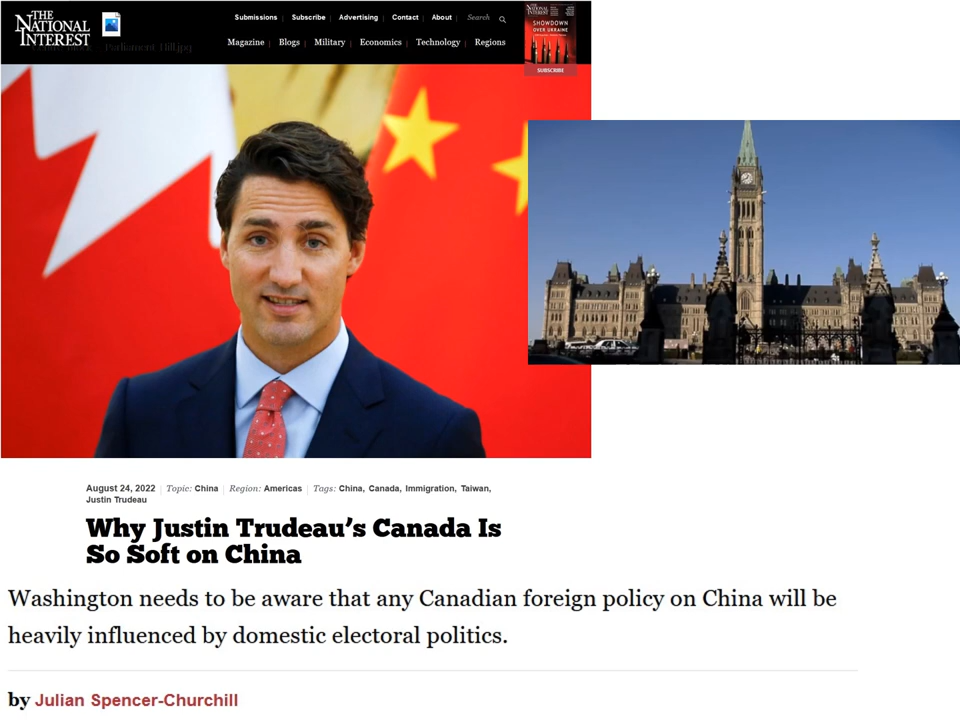 THE
NATIONAL
INTEREST
Parliament Hill.jpg
Submissions | Subscribe | Advertising | Contact | About | Search
Magazine | Blogs | Military | Economics | Technology | Regions
SHOWDOWN
OVER UKRAINE
SUBSCRIBE
August 24, 2022 | Topic: China | Region: Americas | Tags: China, Canada, Immigration, Taiwan,
Justin Trudeau
Why Justin Trudeau's Canada Is
So Soft on China
Washington needs to be aware that any Canadian foreign policy on China will be
heavily influenced by domestic electoral politics.
by Julian Spencer-Churchill